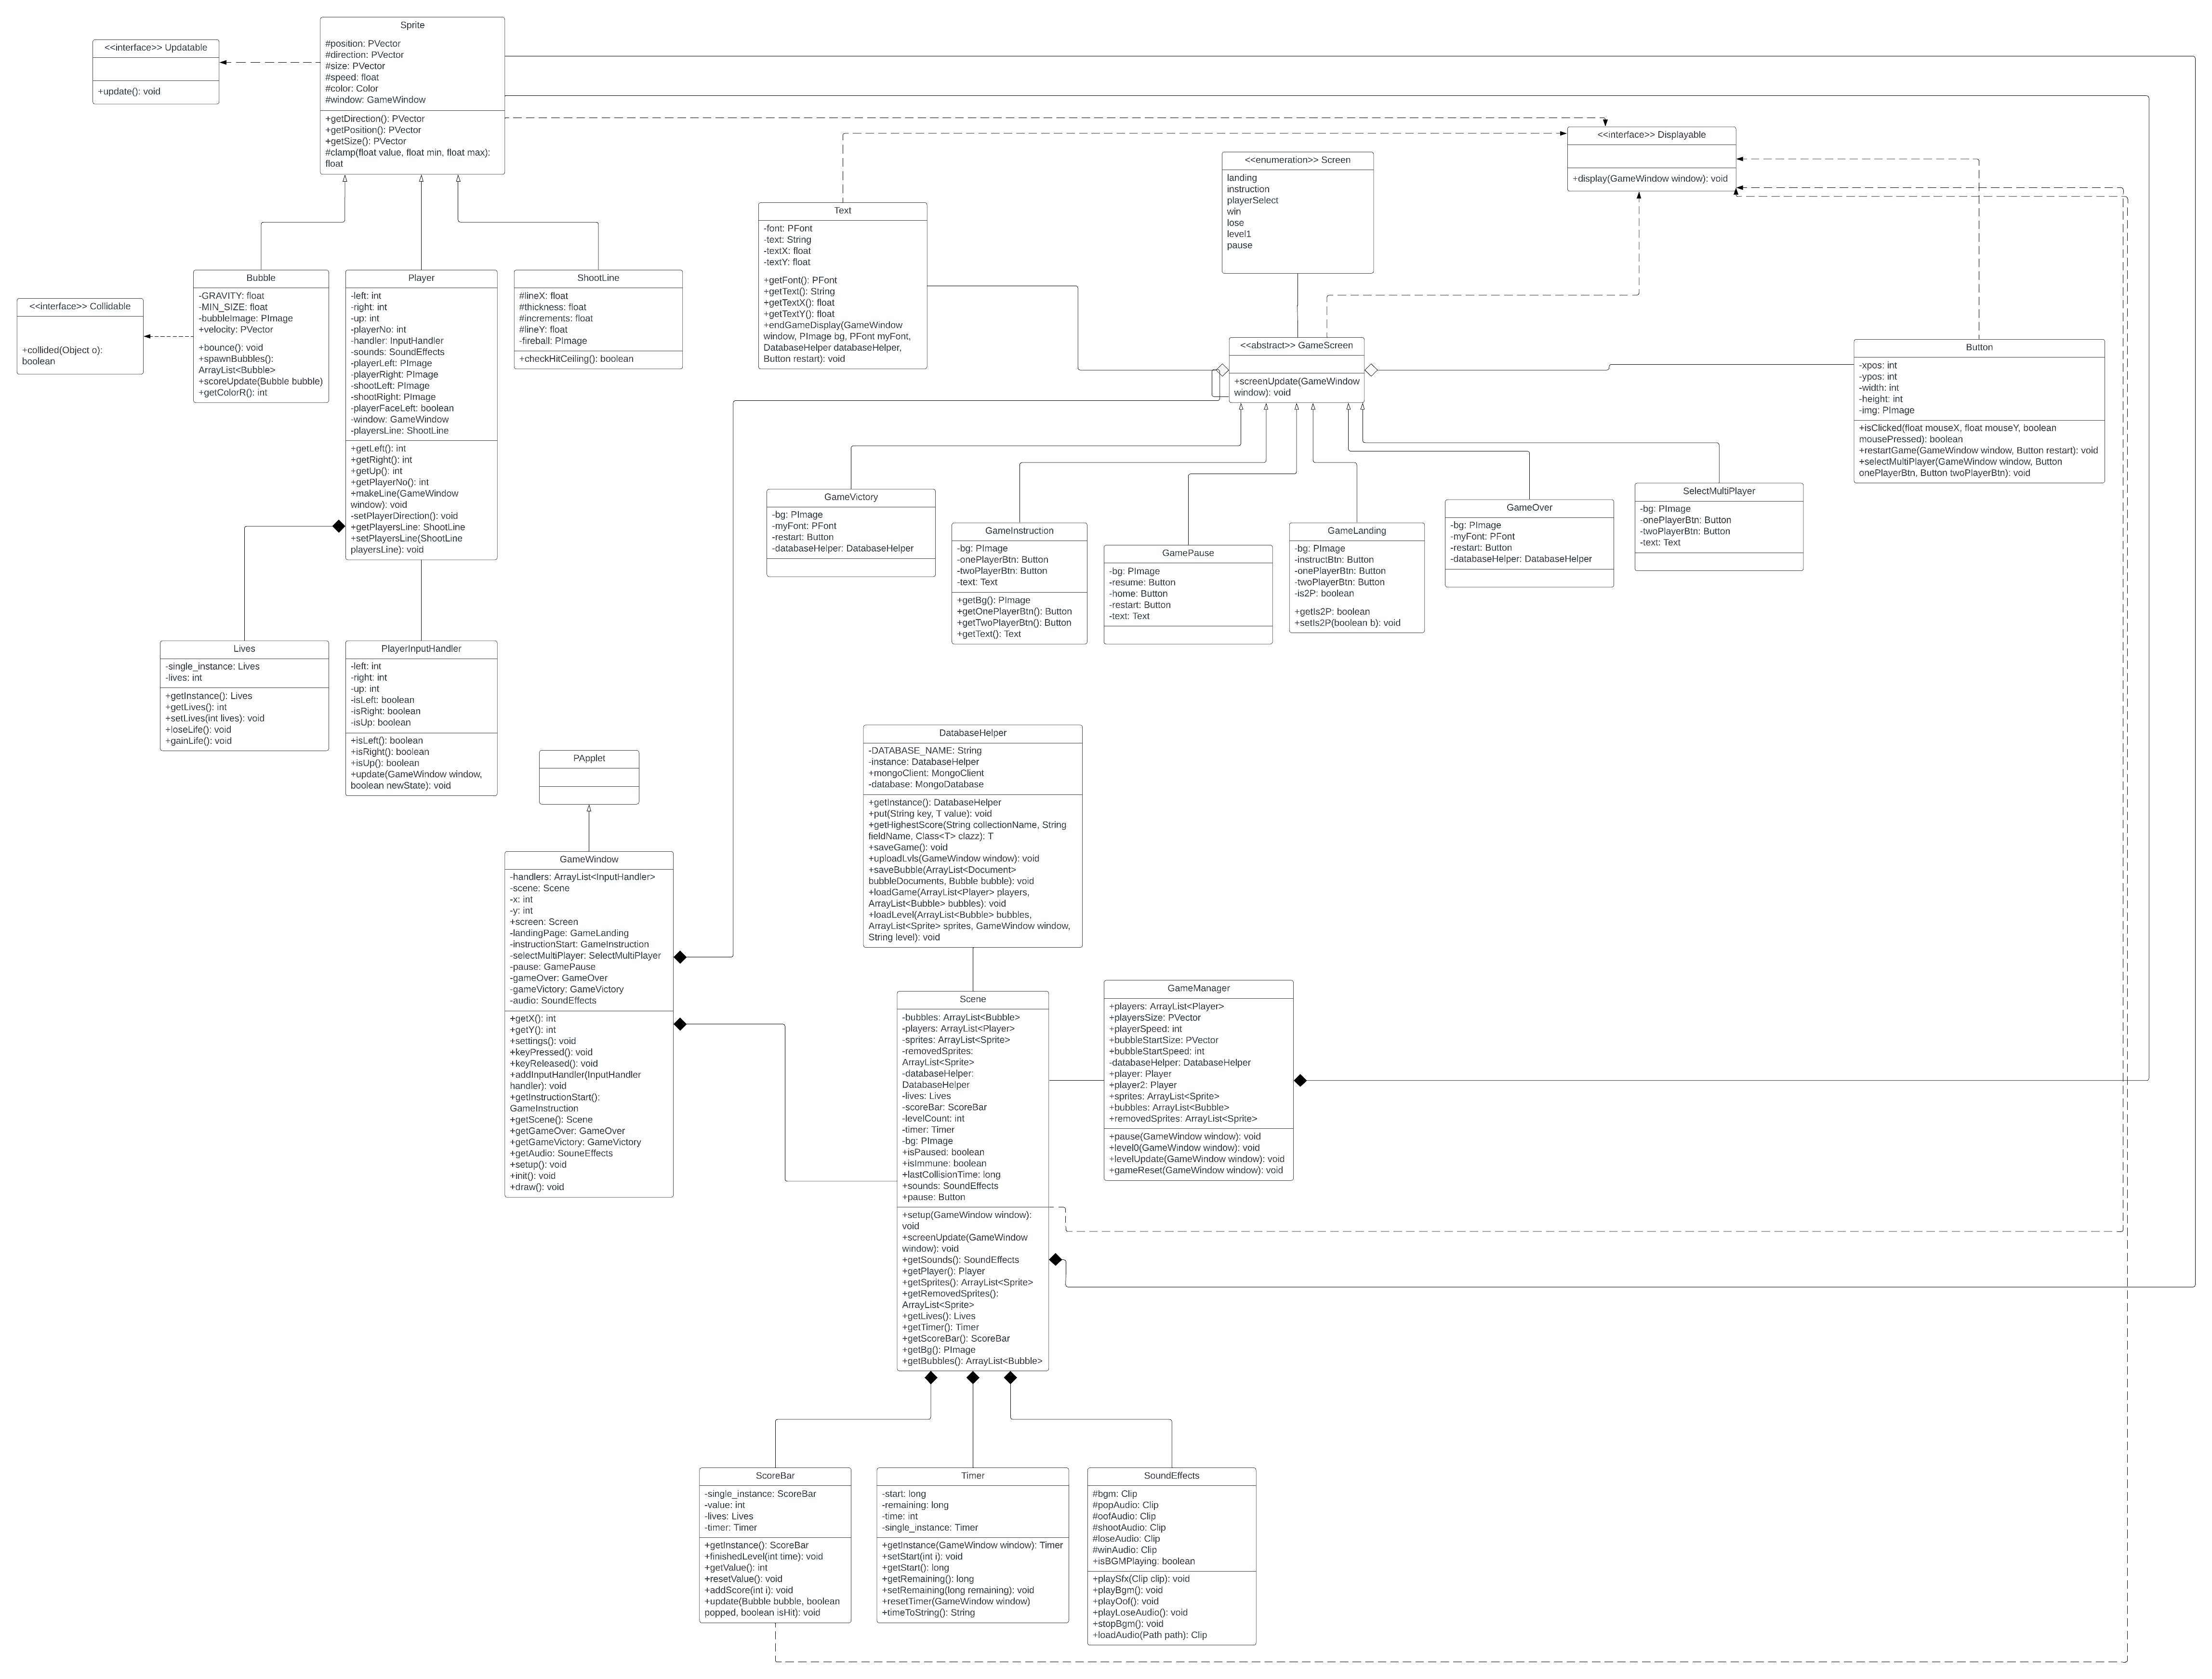 Sprite
#position: PVector
#direction: PVector
#size: PVector
#speed: float
#color: Color
#window: GameWindow
+getDirection(): PVector
+getPosition(): PVector
+getSize(): PVector
#clamp(float value, float min, float max):
float
<<interface>> Updatable
+update(): void
<<interface>> Displayable
+display(GameWindow window): void
<<enumeration>> Screen
landing
instruction
playerSelect
win
lose
level1
pause
Text
-font: PFont
-text: String
-textX: float
-textY: float
+getFont(): PFont
+getText(): String
+getTextX(): float
+getTextY(): float
+endGameDisplay(GameWindow
window, PImage bg, PFont myFont,
DatabaseHelper databaseHelper,
Button restart): void
<<interface>> Collidable
+collided(Object o):
boolean
Bubble
-GRAVITY: float
-MIN_SIZE: float
-bubbleImage: PImage
+velocity: PVector
+bounce(): void
+spawnBubbles():
ArrayList<Bubble>
+scoreUpdate(Bubble bubble)
+getColorR(): int
Player
-left: int
-right: int
-up: int
-playerNo: int
-handler: InputHandler
-sounds: SoundEffects
-playerLeft: PImage
-playerRight: PImage
-shootLeft: PImage
-shootRight: PImage
-playerFaceLeft: boolean
-window: GameWindow
-playersLine: ShootLine
+getLeft(): int
+getRight(): int
+getUp(): int
+getPlayerNo(): int
+makeLine(GameWindow
window): void
-setPlayerDirection(): void
+getPlayersLine: ShootLine
+setPlayersLine(ShootLine
playersLine): void
ShootLine
#lineX: float
#thickness: float
#increments: float
#lineY: float
-fireball: PImage
+checkHitCeiling(): boolean
<<abstract>> GameScreen
+screenUpdate(GameWindow
window): void
Button
-xpos: int
-ypos: int
-width: int
-height: int
-img: PImage
+isClicked(float mouseX, float mouseY, boolean
mousePressed): boolean
+restartGame(GameWindow window, Button restart): void
+selectMultiPlayer(GameWindow window, Button
onePlayerBtn, Button twoPlayerBtn): void
GameVictory
-bg: PImage
-myFont: PFont
-restart: Button
-databaseHelper: DatabaseHelper
GameInstruction
-bg: PImage
-onePlayerBtn: Button
-twoPlayerBtn: Button
-text: Text
+getBg(): PImage
+getOnePlayerBtn(): Button
+getTwoPlayerBtn(): Button
+getText(): Text
GamePause
-bg: PImage
-resume: Button
-home: Button
-restart: Button
-text: Text
GameLanding
-bg: PImage
-instructBtn: Button
-onePlayerBtn: Button
-twoPlayerBtn: Button
-is2P: boolean
+getIs2P: boolean
+setIs2P(boolean b): void
GameOver
-bg: PImage
-myFont: PFont
-restart: Button
-databaseHelper: DatabaseHelper
SelectMultiPlayer
-bg: PImage
-onePlayerBtn: Button
-twoPlayerBtn: Button
-text: Text
Lives
-single_instance: Lives
-lives: int
+getInstance(): Lives
+getLives(): int
+setLives(int lives): void
+loseLife(): void
+gainLife(): void
PlayerInputHandler
-left: int
-right: int
-up: int
-isLeft: boolean
-isRight: boolean
-isUp: boolean
+isLeft(): boolean
+isRight(): boolean
+isUp(): boolean
+update(GameWindow window,
boolean newState): void
PApplet
GameWindow
-handlers: ArrayList<InputHandler>
-scene: Scene
-x: int
-y: int
+screen: Screen
-landingPage: GameLanding
-instructionStart: GameInstruction
-selectMultiPlayer: SelectMultiPlayer
-pause: GamePause
-gameOver: GameOver
-gameVictory: GameVictory
-audio: SoundEffects
+getX(): int
+getY(): int
+settings(): void
+keyPressed(): void
+keyReleased(): void
+addInputHandler(InputHandler
handler): void
+getInstructionStart():
GameInstruction
+getScene(): Scene
+getGameOver: GameOver
+getGameVictory: GameVictory
+getAudio: SouneEffects
+setup(): void
+init(): void
+draw(): void
DatabaseHelper
-DATABASE_NAME: String
-instance: DatabaseHelper
+mongoClient: MongoClient
-database: MongoDatabase
+getInstance(): DatabaseHelper
+put(String key, T value): void
+getHighestScore(String collectionName, String
fieldName, Class<T> clazz): T
+saveGame(): void
+uploadLvls(GameWindow window): void
+saveBubble(ArrayList<Document>
bubbleDocuments, Bubble bubble): void
+loadGame(ArrayList<Player> players,
ArrayList<Bubble> bubbles): void
+loadLevel(ArrayList<Bubble> bubbles,
ArrayList<Sprite> sprites, GameWindow window,
String level): void
Scene
-bubbles: ArrayList<Bubble>
-players: ArrayList<Player>
-sprites: ArrayList<Sprite>
-removedSprites:
ArrayList<Sprite>
-databaseHelper:
DatabaseHelper
-lives: Lives
-scoreBar: ScoreBar
-levelCount: int
-timer: Timer
-bg: PImage
+isPaused: boolean
+isImmune: boolean
+lastCollisionTime: long
+sounds: SoundEffects
+pause: Button
+setup(GameWindow window):
void
+screenUpdate(GameWindow
window): void
+getSounds(): SoundEffects
+getPlayer(): Player
+getSprites(): ArrayList<Sprite>
+getRemovedSprites():
ArrayList<Sprite>
+getLives(): Lives
+getTimer(): Timer
+getScoreBar(): ScoreBar
+getBg(): PImage
+getBubbles(): ArrayList<Bubble>
GameManager
+players: ArrayList<Player>
+playersSize: PVector
+playerSpeed: int
+bubbleStartSize: PVector
+bubbleStartSpeed: int
-databaseHelper: DatabaseHelper
+player: Player
+player2: Player
+sprites: ArrayList<Sprite>
+bubbles: ArrayList<Bubble>
+removedSprites: ArrayList<Sprite>
+pause(GameWindow window): void
+level0(GameWindow window): void
+levelUpdate(GameWindow window): void
+gameReset(GameWindow window): void
ScoreBar
-single_instance: ScoreBar
-value: int
-lives: Lives
-timer: Timer
+getInstance(): ScoreBar
+finishedLevel(int time): void
+getValue(): int
+resetValue(): void
+addScore(int i): void
+update(Bubble bubble, boolean
popped, boolean isHit): void
Timer
-start: long
-remaining: long
-time: int
-single_instance: Timer
+getInstance(GameWindow window): Timer
+setStart(int i): void
+getStart(): long
+getRemaining(): long
+setRemaining(long remaining): void
+resetTimer(GameWindow window)
+timeToString(): String
SoundEffects
#bgm: Clip
#popAudio: Clip
#oofAudio: Clip
#shootAudio: Clip
#loseAudio: Clip
#winAudio: Clip
+isBGMPlaying: boolean
+playSfx(Clip clip): void
+playBgm(): void
+playOof(): void
+playLoseAudio(): void
+stopBgm(): void
+loadAudio(Path path): Clip